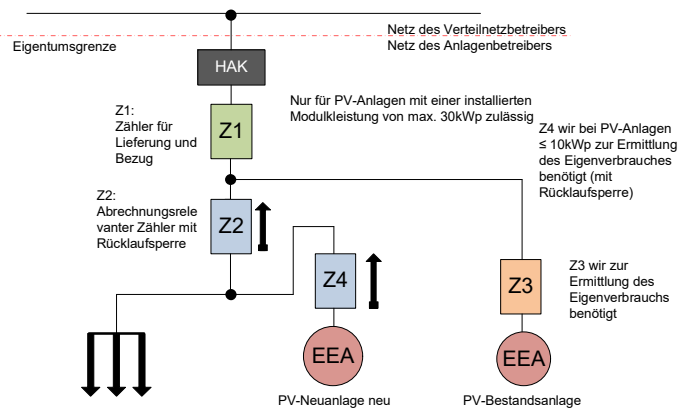 Netz des Verteilnetzbetreibers
Eigentumsgrenze
Netz des Anlagenbetreibers
HAK
Nur für PV-Anlagen mit einer installierten
Modulkleistung von max. 30kWp zulässig
Z1:
Zähler für
Lieferung und
Bezug
Z1
Z4 wir bei PV-Anlagen
≤ 10kWp zur Ermittlung
des Eigenverbrauches
benötigt (mit
Rücklaufsperre)
Z2:
Abrechnungsrele
vanter Zähler mit
Rücklaufsperre
Z2
Z4
Z3
Z3 wir zur
Ermittlung des
Eigenverbrauchs
benötigt
EEA
EEA
PV-Neuanlage neu
PV-Bestandsanlage